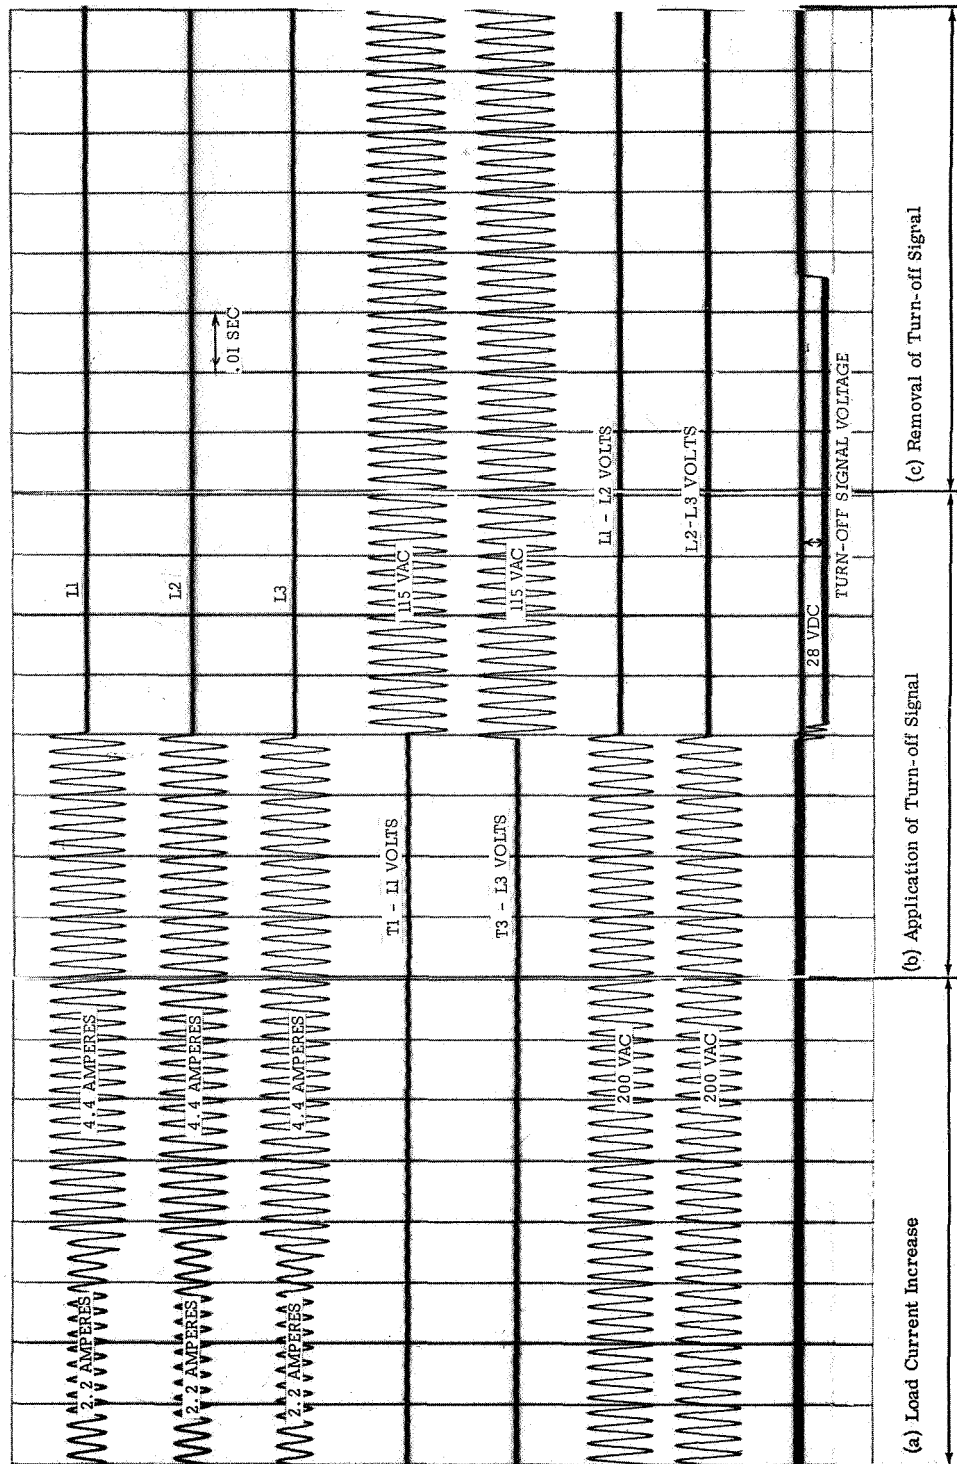 2.2 AMPERES
4.4 AMPERES
L1
2.2 AMPERES
4.4 AMPERES
L2
.01 SEC
2.2 AMPERES
4.4 AMPERES
L3
T1 - L1 VOLTS
115 VAC
T3 - L3 VOLTS
115 VAC
200 VAC
L1 - L2 VOLTS
200 VAC
L2-L3 VOLTS
28 VDC
TURN-OFF SIGNAL VOLTAGE
(a) Load Current Increase
(b) Application of Turn-off Signal
(c) Removal of Turn-off Signal